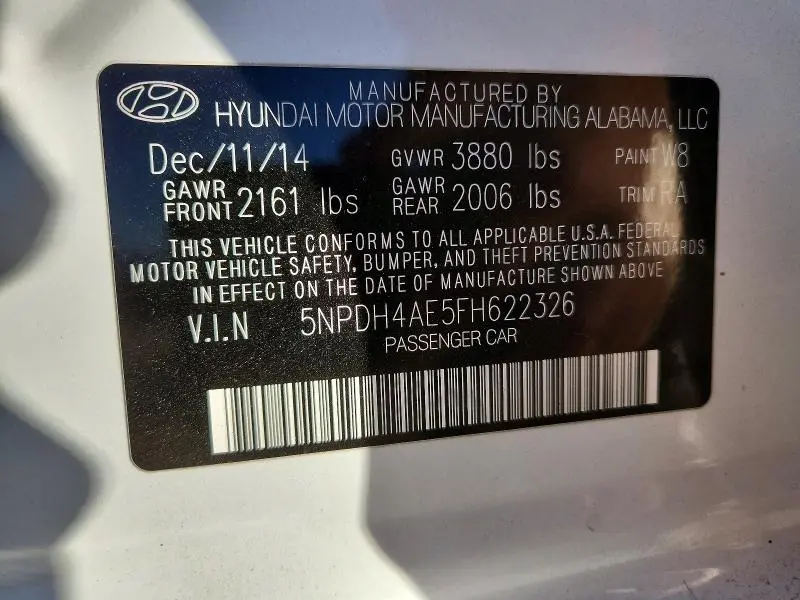 MANUFACTURED BY
HYUNDAI MOTOR MANUFACTURING ALABAMA, LLC
Dec/11/14 GVWR 3880 lbs PAINT W8
GAWR FRONT 2161 lbs GAWR REAR 2006 lbs TRIM RA
THIS VEHICLE CONFORMS TO ALL APPLICABLE U.S.A. FEDERAL
MOTOR VEHICLE SAFETY, BUMPER, AND THEFT PREVENTION STANDARDS
IN EFFECT ON THE DATE OF MANUFACTURE SHOWN ABOVE
V.I.N 5NPDH4AE5FH622326
PASSENGER CAR